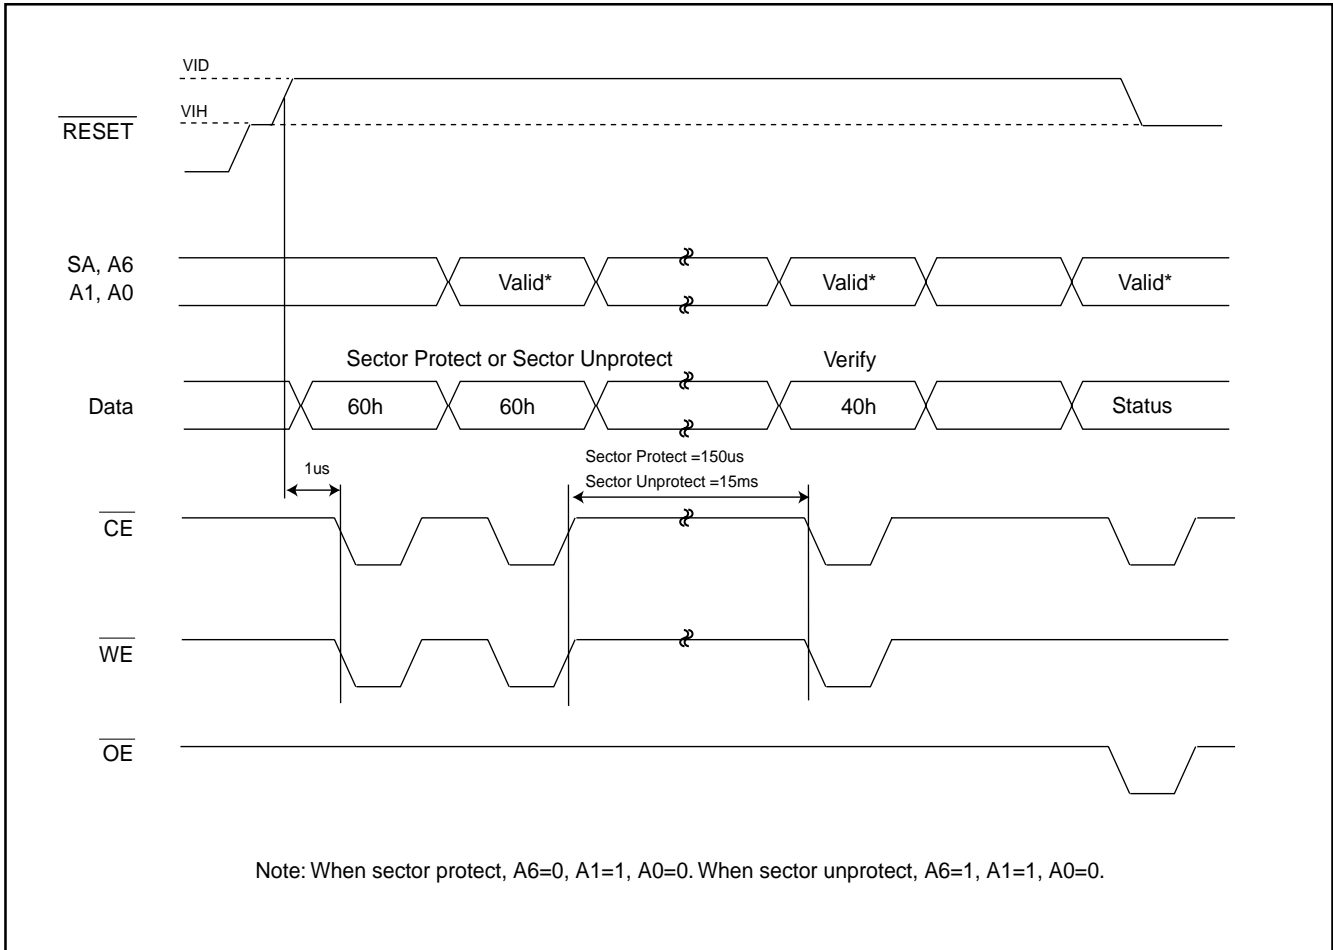 VID
VIH
RESET
SA, A6
A1, A0
Valid*
Valid*
Valid*
Sector Protect or Sector Unprotect
Verify
Data
60h
60h
40h
Status
1us
Sector Protect =150us
Sector Unprotect =15ms
CE
WE
OE
Note: When sector protect, A6=0, A1=1, A0=0. When sector unprotect, A6=1, A1=1, A0=0.